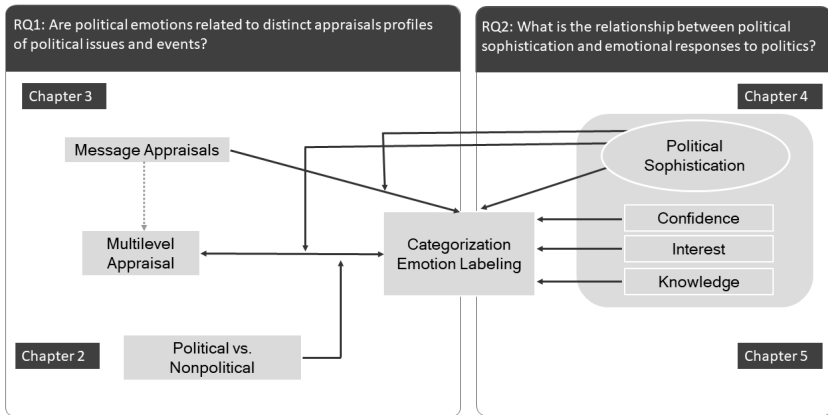 RQ1: Are political emotions related to distinct appraisals profiles
of political issues and events?
RQ2: What is the relationship between political
sophistication and emotional responses to politics?
Chapter 3
Chapter 4
Message Appraisals
Political
Sophistication
Multilevel
Appraisal
Categorization
Emotion Labeling
Confidence
Interest
Knowledge
Chapter 2
Political vs.
Nonpolitical
Chapter 5